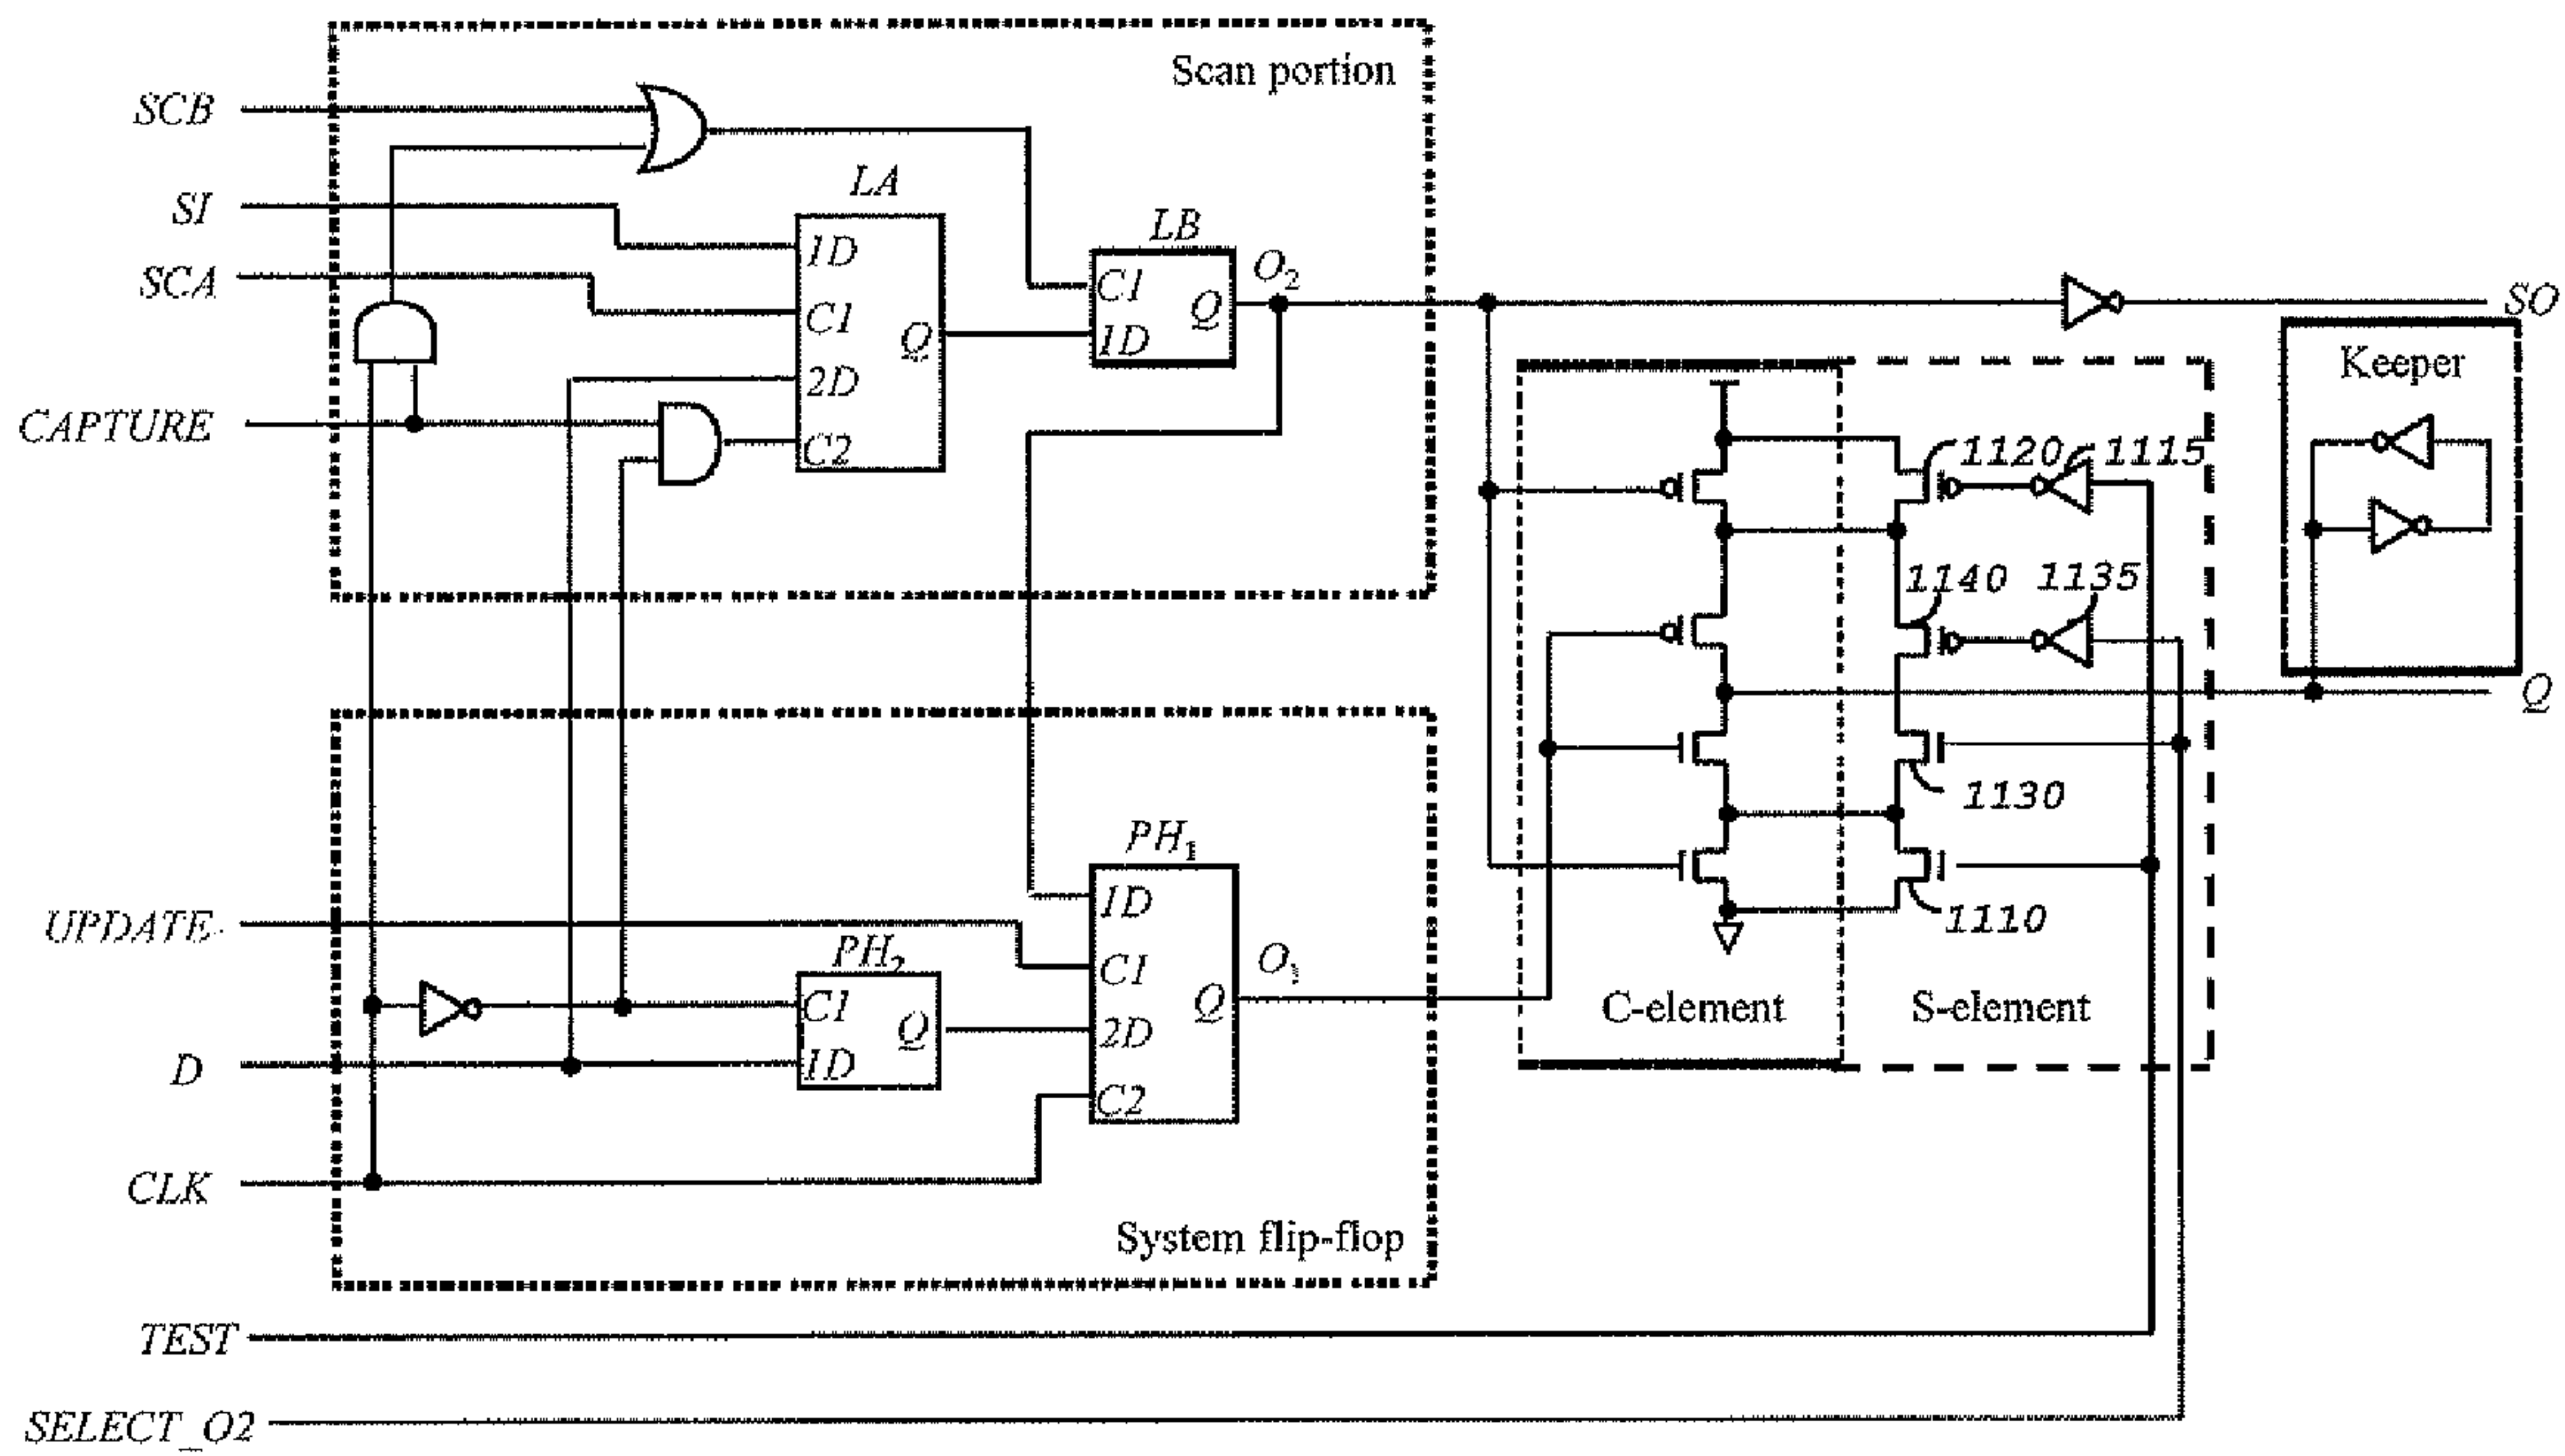 Scan portion
SCB
SI
SCA
CAPTURE
LA
1D
C1
2D
C2
Q
LB
C1
1D
Q
O2
SO
Keeper
1120
1115
1140
1135
Q
1130
1110
C-element
S-element
UPDATE
D
CLK
PH2
C1
1D
Q
PH1
1D
C1
2D
C2
Q
O1
System flip-flop
TEST
SELECT_O2